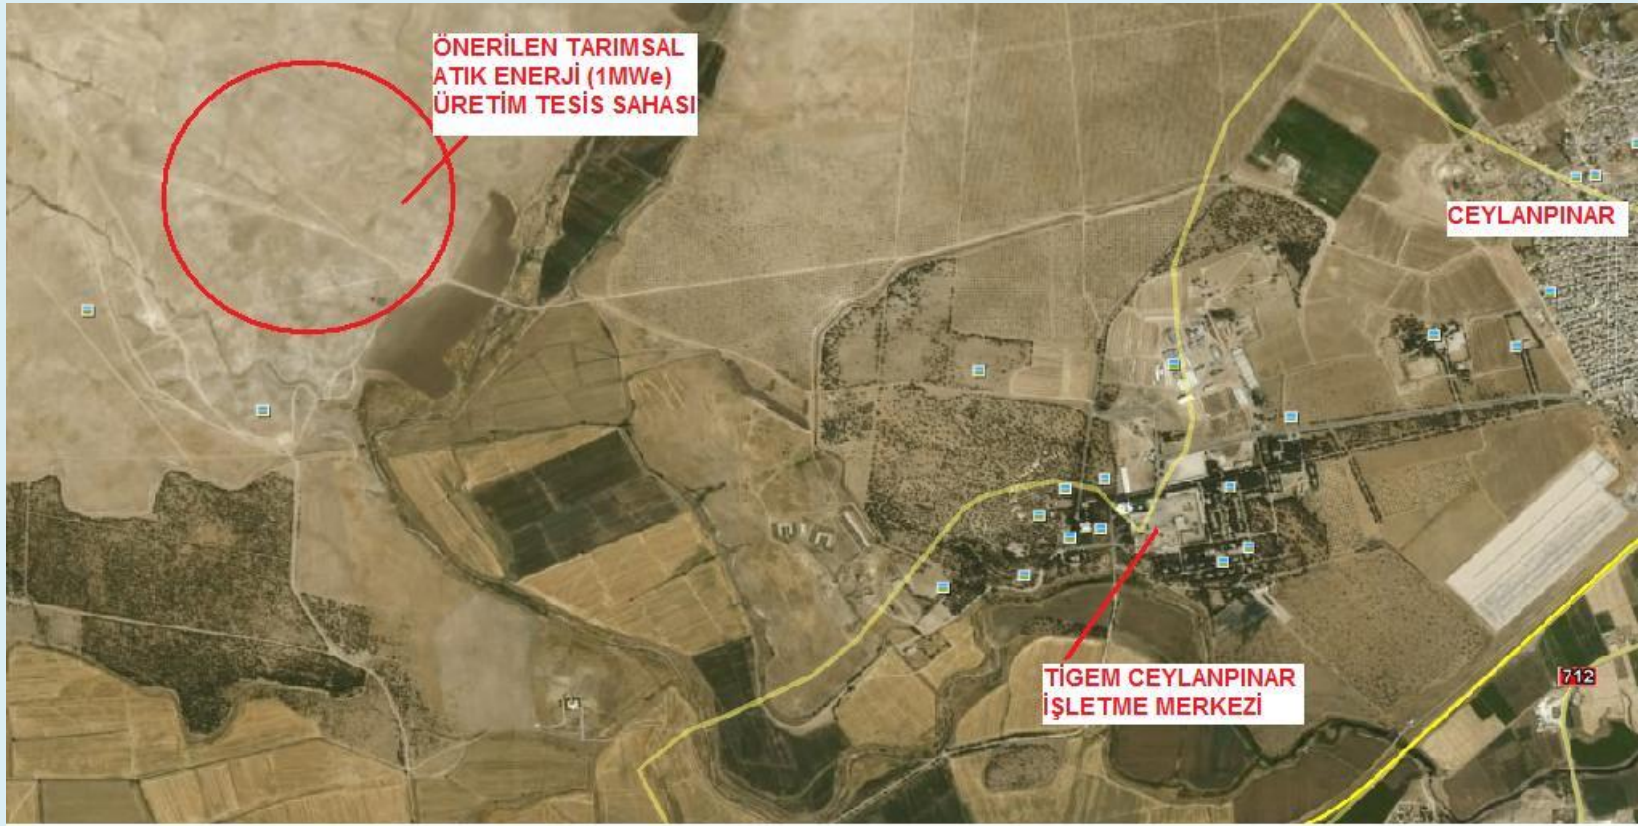 ÖNERİLEN TARIMSAL
ATIK ENERJİ (1MWe)
ÜRETİM TESİS SAHASI
CEYLANPINAR
TİGEM CEYLANPINAR
İŞLETME MERKEZİ
712